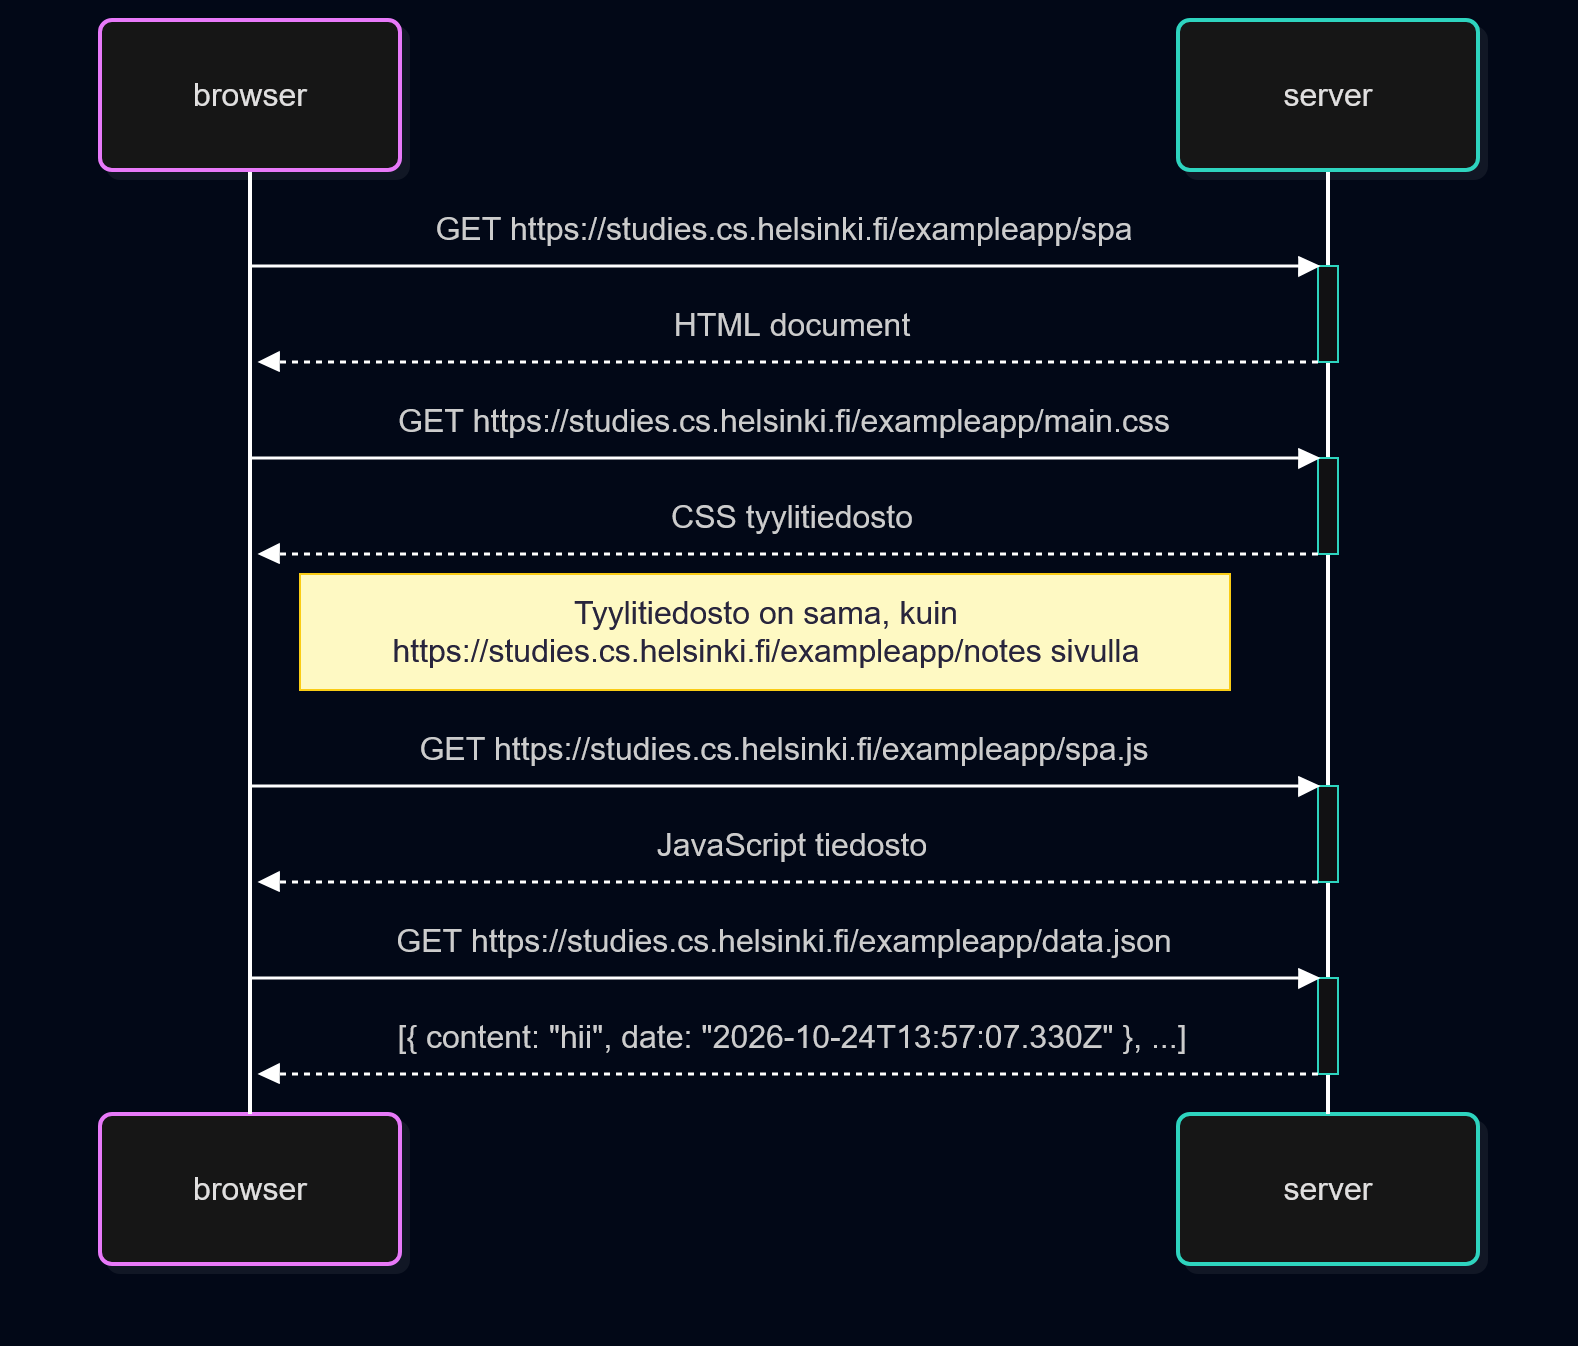 browser
server
GET https://studies.cs.helsinki.fi/exampleapp/spa
HTML document
GET https://studies.cs.helsinki.fi/exampleapp/main.css
CSS tyylitiedosto
Tyylitiedosto on sama, kuin
https://studies.cs.helsinki.fi/exampleapp/notes sivulla
GET https://studies.cs.helsinki.fi/exampleapp/spa.js
JavaScript tiedosto
GET https://studies.cs.helsinki.fi/exampleapp/data.json
[{ content: "hii", date: "2026-10-24T13:57:07.330Z" }, ...]
browser
server